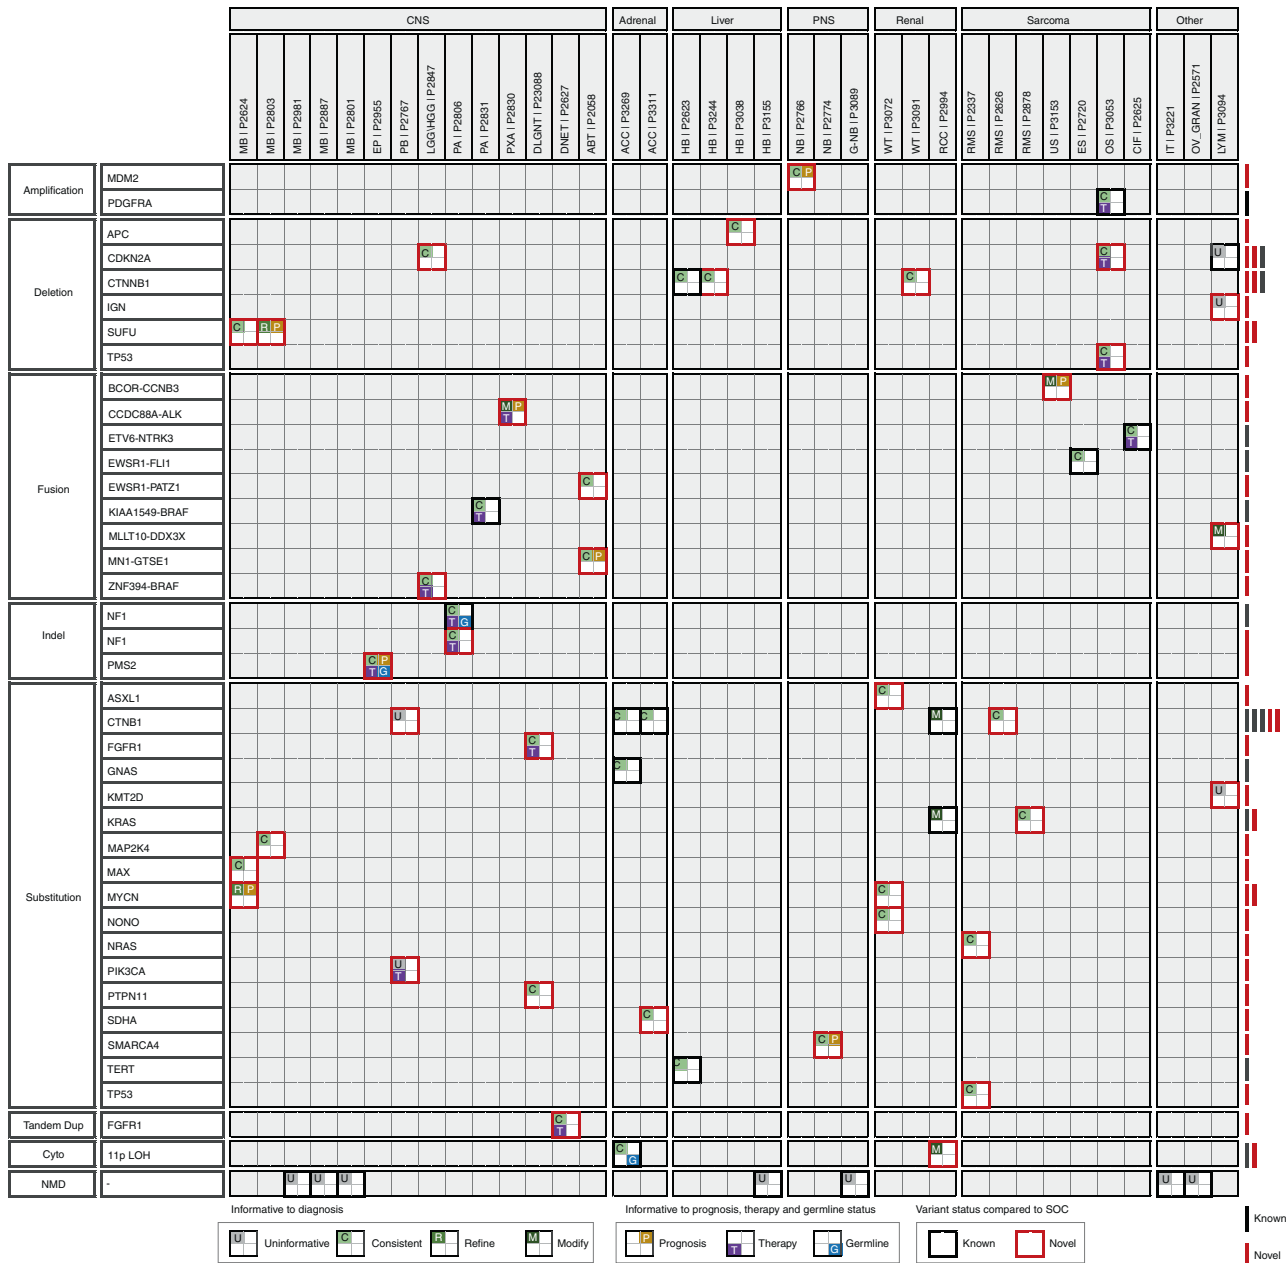 CNS Adrenal Liver PNS Renal Sarcoma Other
MB | P2624
MB | P2803
MB | P2981
MB | P2887
MB | P2801
EP | P2955
PB | P2767
LGG\HGG | P2847
PA | P2806
PA | P2831
PXA | P2830
DLGNT | P23088
DNET | P2627
ABT | P2058
ACC | P3269
ACC | P3311
HB | P2623
HB | P3244
HB | P3038
HB | P3155
NB | P2766
NB | P2774
G-NB | P3089
WT | P3072
WT | P3091
RCC | P2994
RMS | P2337
RMS | P2626
RMS | P2878
US | P3153
ES | P2720
OS | P3053
CIF | P2625
IT | P3221
OV_GRAN | P2571
LYM | P3094
Amplification
MDM2 C P
PDGFRA C T
Deletion
APC C
CDKN2A C C T U
CTNNB1 C C C
IGN U
SUFU C R P
TP53 C T
Fusion
BCOR-CCNB3 M P
CCDC88A-ALK M P T
ETV6-NTRK3 C T
EWSR1-FLI1 C
EWSR1-PATZ1 C
KIAA1549-BRAF C T
MLLT10-DDX3X M
MN1-GTSE1 C P
ZNF394-BRAF C T
Indel
NF1 C T G
NF1 C T
PMS2 C P T G
Substitution
ASXL1 C
CTNB1 U C C M C
FGFR1 C T
GNAS C
KMT2D U
KRAS M C
MAP2K4 C
MAX C
MYCN R P C
NONO C
NRAS C
PIK3CA U T
PTPN11 C
SDHA C
SMARCA4 C P
TERT C
TP53 C
Tandem Dup FGFR1 C T
Cyto 11p LOH C G M
NMD - U U U U U U U
Informative to diagnosis
U Uninformative C Consistent R Refine M Modify
Informative to prognosis, therapy and germline status
P Prognosis T Therapy G Germline
Variant status compared to SOC
Known Novel
Known
Novel